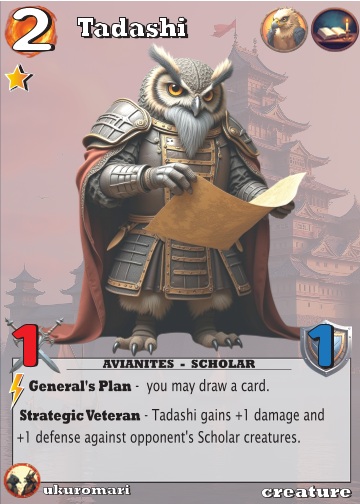 2 Tadashi
1
1
AVIANITES - SCHOLAR
General's Plan - you may draw a card.
Strategic Veteran - Tadashi gains +1 damage and
+1 defense against opponent's Scholar creatures.
ukuromari
creature